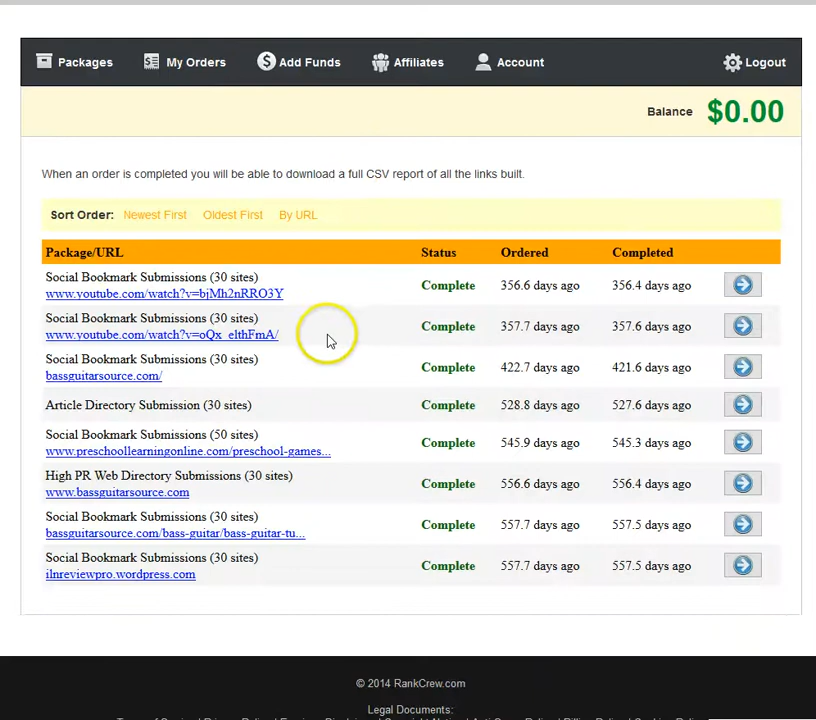 Packages My Orders Add Funds Affiliates Account Logout
Balance $0.00
When an order is completed you will be able to download a full CSV report of all the links built.
Sort Order: Newest First Oldest First By URL
Package/URL Status Ordered Completed
Social Bookmark Submissions (30 sites)
www.youtube.com/watch?v=bjMh2nRRO3Y Complete 356.6 days ago 356.4 days ago
Social Bookmark Submissions (30 sites)
www.youtube.com/watch?v=oQx_elthFmA/ Complete 357.7 days ago 357.6 days ago
Social Bookmark Submissions (30 sites)
bassguitarsource.com/ Complete 422.7 days ago 421.6 days ago
Article Directory Submission (30 sites) Complete 528.8 days ago 527.6 days ago
Social Bookmark Submissions (50 sites)
www.preschoollearningonline.com/preschool-games... Complete 545.9 days ago 545.3 days ago
High PR Web Directory Submissions (30 sites)
www.bassguitarsource.com Complete 556.6 days ago 556.4 days ago
Social Bookmark Submissions (30 sites)
bassguitarsource.com/bass-guitar/bass-guitar-tu... Complete 557.7 days ago 557.5 days ago
Social Bookmark Submissions (30 sites)
ilnreviewpro.wordpress.com Complete 557.7 days ago 557.5 days ago
© 2014 RankCrew.com
Legal Documents: